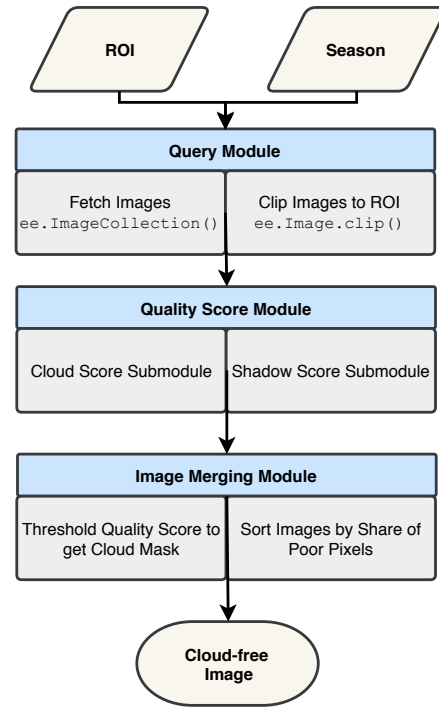 ROI
Season
Query Module
Fetch Images
ee.ImageCollection()
Clip Images to ROI
ee.Image.clip()
Quality Score Module
Cloud Score Submodule
Shadow Score Submodule
Image Merging Module
Threshold Quality Score to
get Cloud Mask
Sort Images by Share of
Poor Pixels
Cloud-free
Image